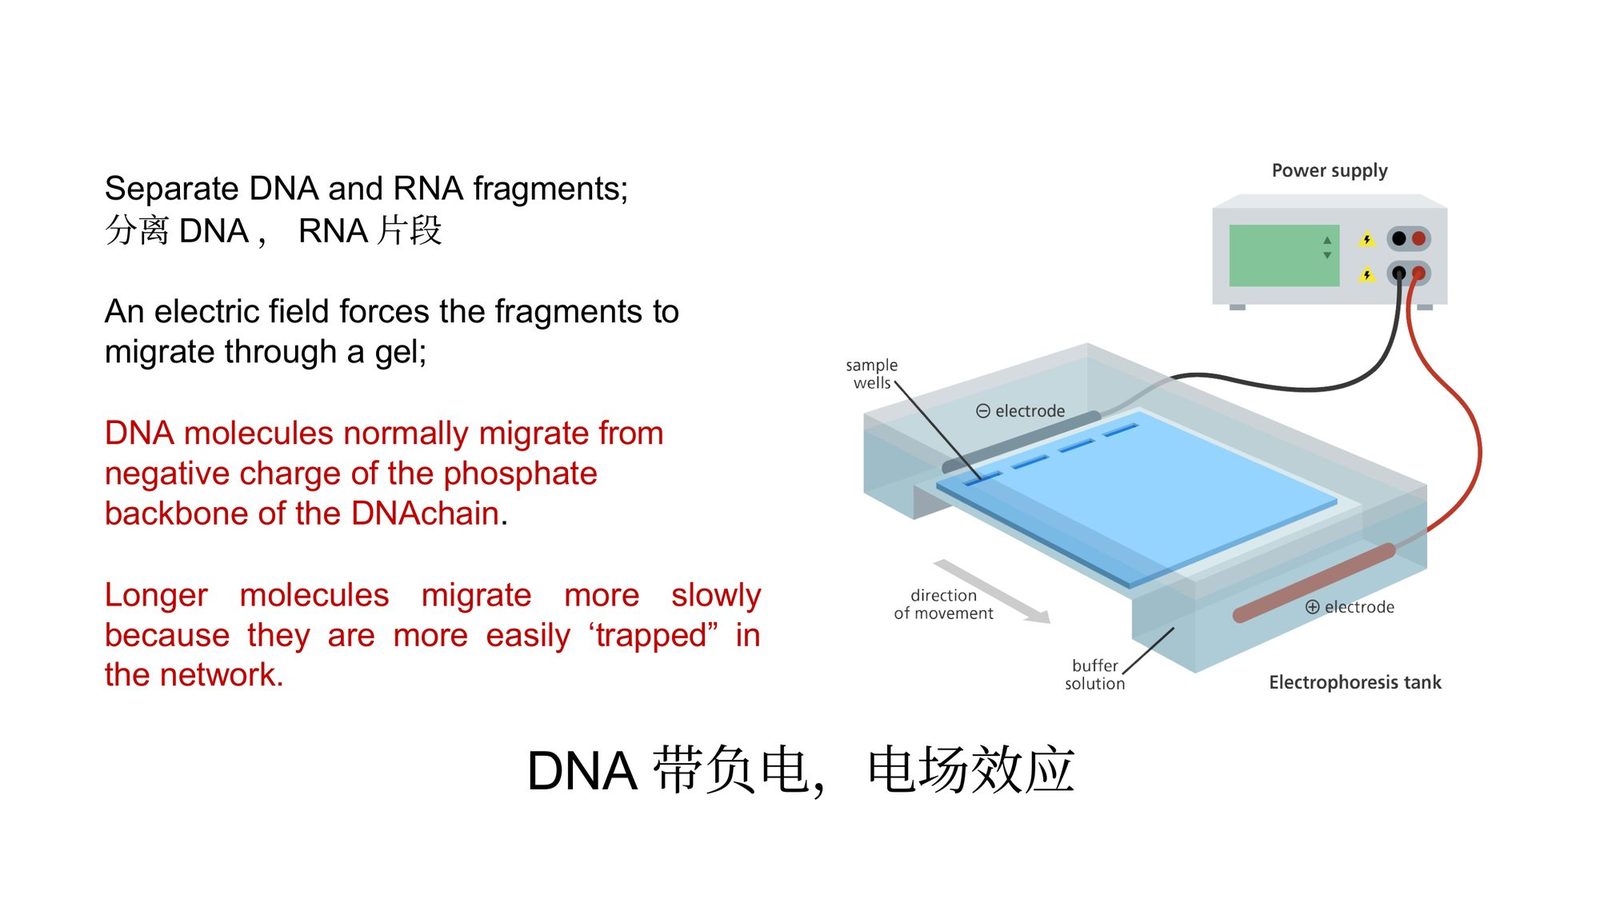 Separate DNA and RNA fragments;
分离 DNA ， RNA 片段
An electric field forces the fragments to
migrate through a gel;
DNA molecules normally migrate from
negative charge of the phosphate
backbone of the DNAchain.
Longer molecules migrate more slowly
because they are more easily ‘trapped” in
the network.
Power supply
sample
wells
⊖ electrode
direction
of movement
⊕ electrode
buffer
solution
Electrophoresis tank
DNA 带负电，电场效应